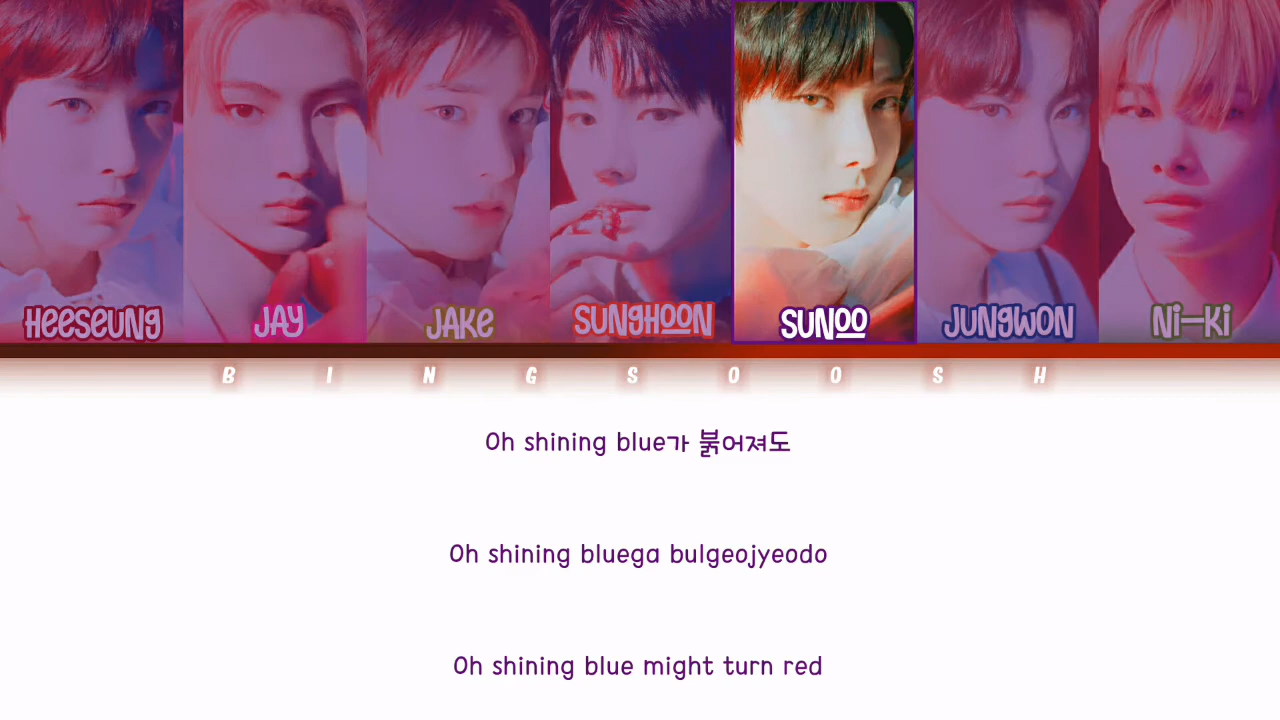 HEESEUNG JAY JAKE SUNGHOON SUNOO JUNGWON Ni-Ki
B I N G S O O S H
Oh shining blue가 붉어져도
Oh shining bluega bulgeojyeodo
Oh shining blue might turn red